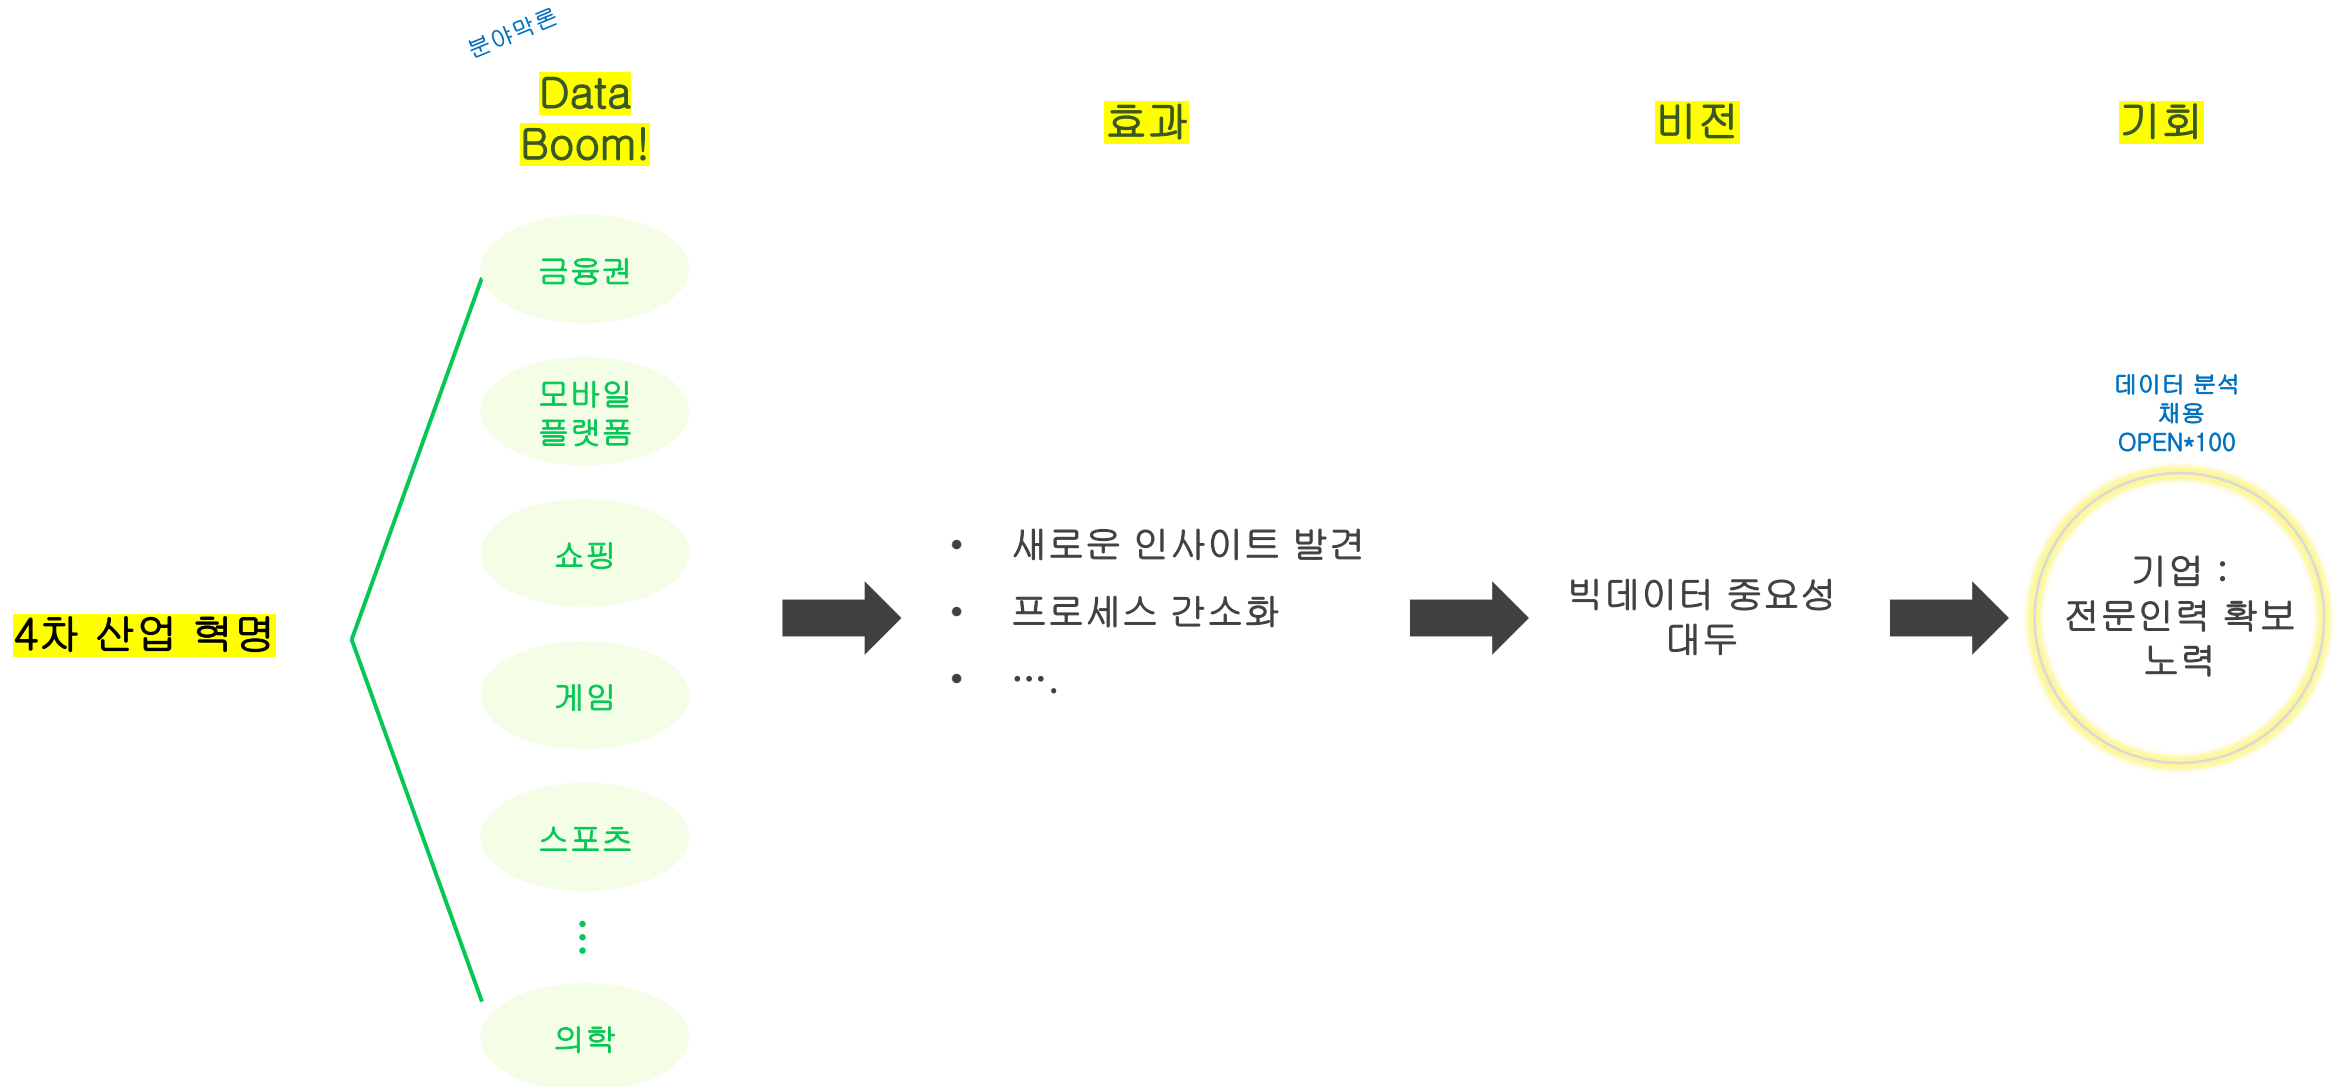 분야막론
Data
Boom!
효과
비전
기회
4차 산업 혁명
금융권
모바일
플랫폼
쇼핑
게임
스포츠
⋮
의학
• 새로운 인사이트 발견
• 프로세스 간소화
• ….
빅데이터 중요성
대두
데이터 분석
채용
OPEN*100
기업 :
전문인력 확보
노력